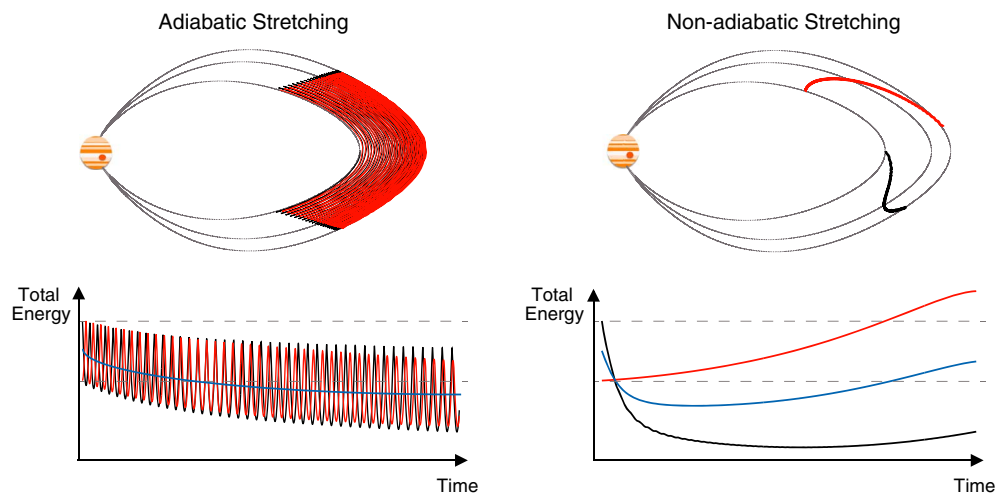 Adiabatic Stretching
Non-adiabatic Stretching
Total
Energy
Time
Total
Energy
Time